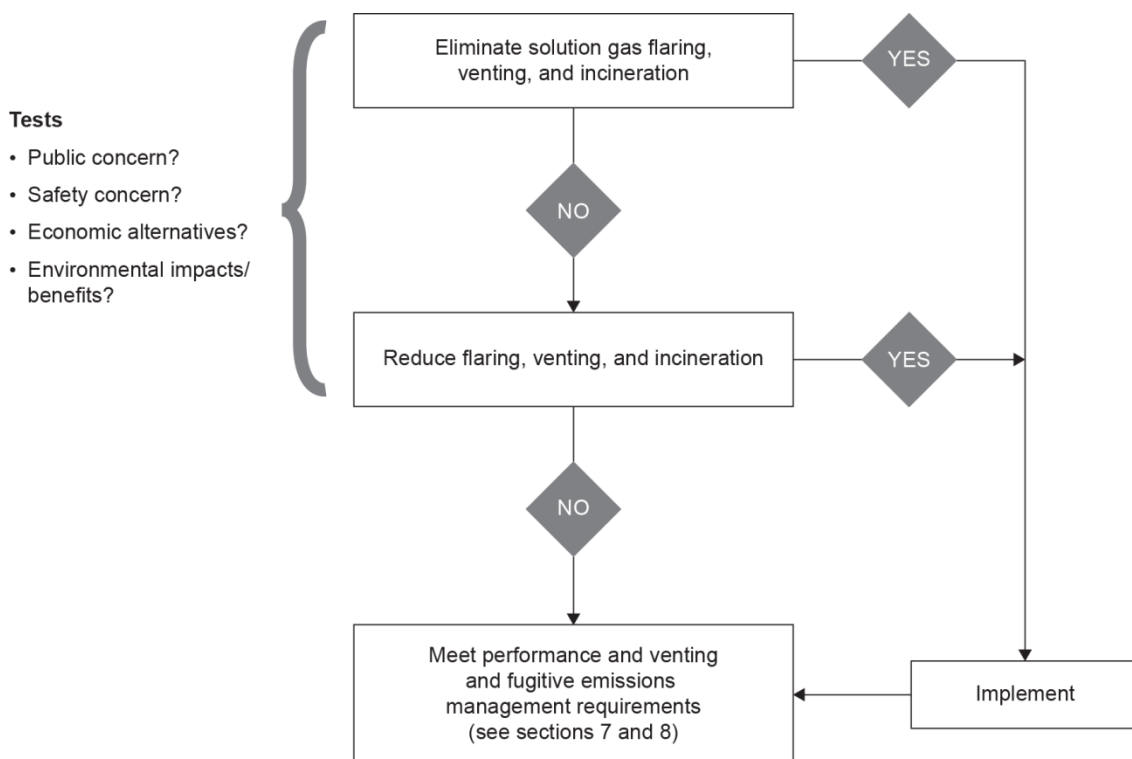 Eliminate solution gas flaring,
venting, and incineration
YES
Tests
• Public concern?
• Safety concern?
• Economic alternatives?
• Environmental impacts/
benefits?
NO
Reduce flaring, venting, and incineration
YES
NO
Meet performance and venting
and fugitive emissions
management requirements
(see sections 7 and 8)
Implement